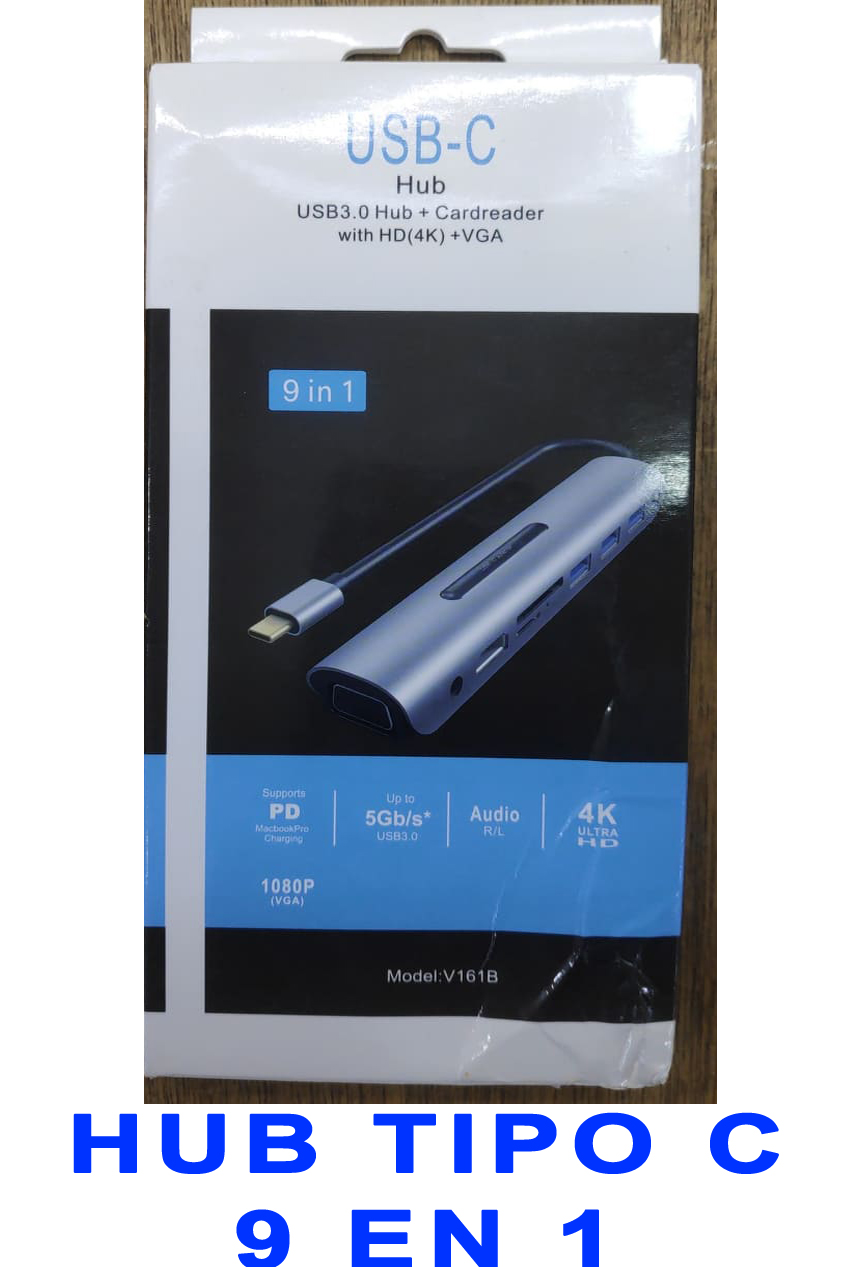 USB-C
Hub
USB3.0 Hub + Cardreader
with HD(4K) +VGA
9 in 1
Supports
PD
MacbookPro
Charging
Up to
5Gb/s*
USB3.0
Audio
R/L
4K
ULTRA
HD
1080P
(VGA)
Model:V161B
HUB TIPO C
9 EN 1